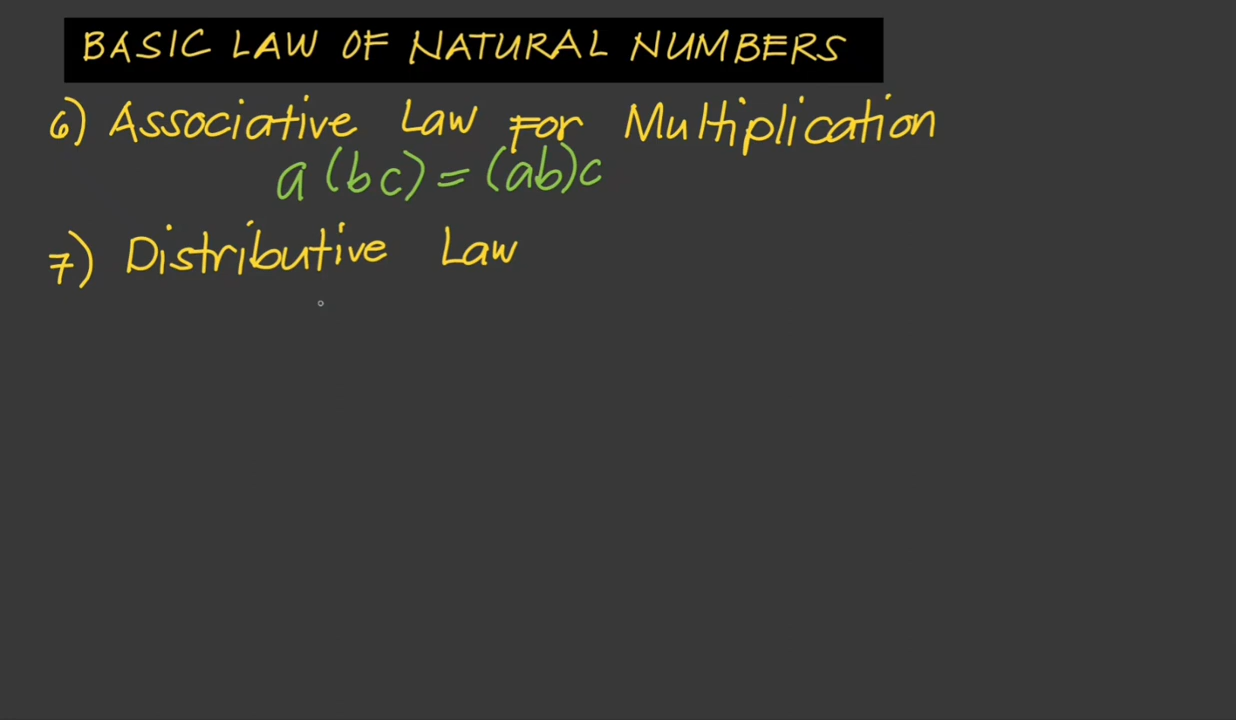 BASIC LAW OF NATURAL NUMBERS
6) Associative Law For Multiplication
a (bc) = (ab)c
7) Distributive Law